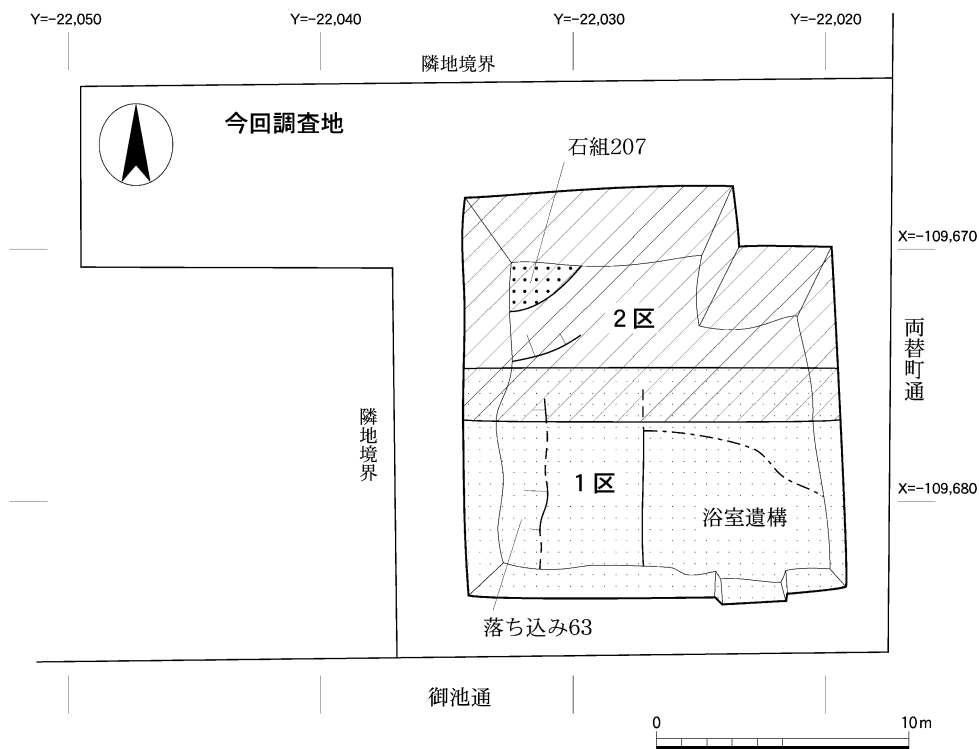 Y=−22,050
Y=−22,040
Y=−22,030
Y=−22,020
隣地境界
今回調査地
石組207
X=−109,670
2区
両替町通
隣地境界
1区
X=−109,680
浴室遺構
落ち込み63
御池通
0
10m